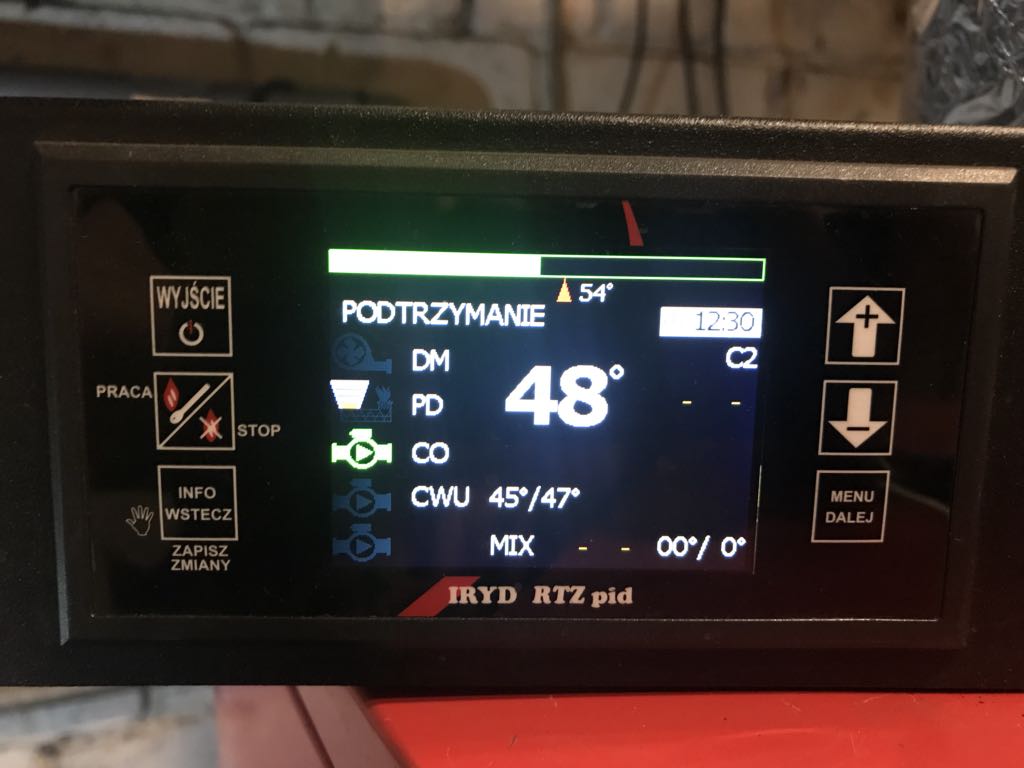 WYJŚCIE
PRACA
STOP
INFO
WSTECZ
ZAPISZ
ZMIANY
54°
PODTRZYMANIE 12:30
DM C2
48°
PD - -
CO
CWU 45°/47°
MIX - - 00°/ 0°
IRYD RTZ pid
+
-
MENU
DALEJ